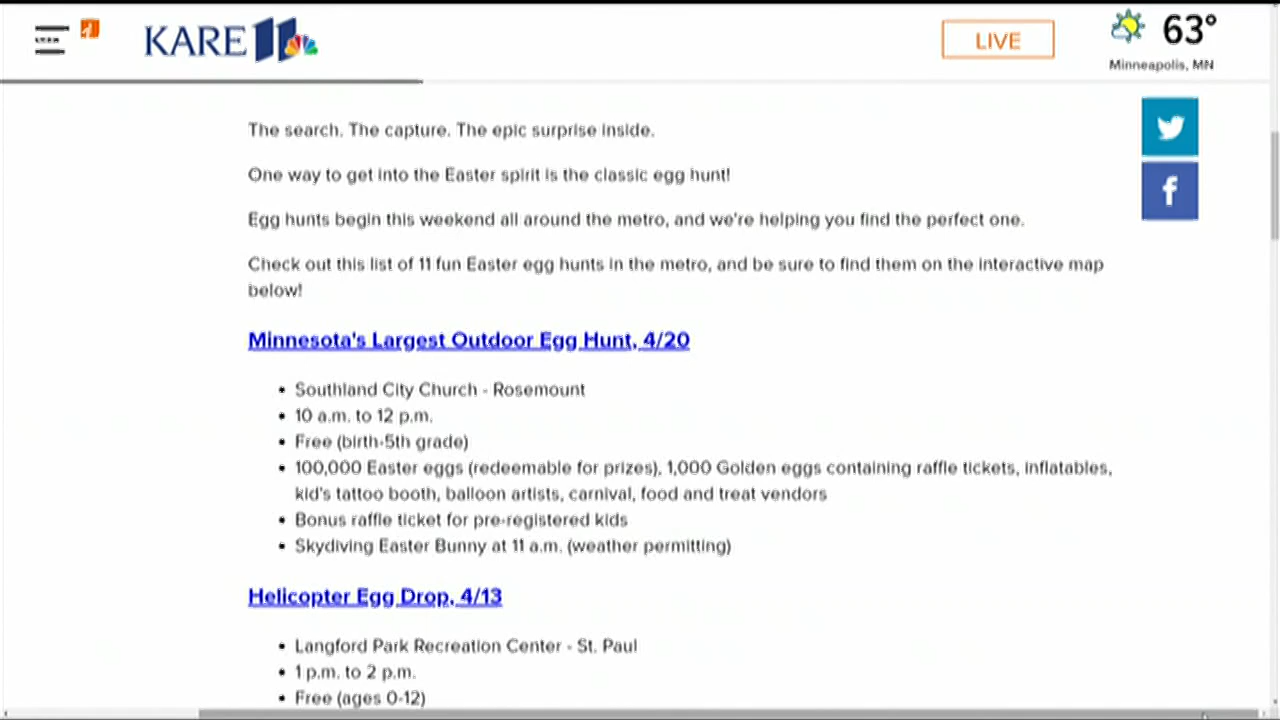 KARE 11
LIVE
63°
Minneapolis, MN
The search. The capture. The epic surprise inside.
One way to get into the Easter spirit is the classic egg hunt!
Egg hunts begin this weekend all around the metro, and we're helping you find the perfect one.
Check out this list of 11 fun Easter egg hunts in the metro, and be sure to find them on the interactive map
below!
Minnesota's Largest Outdoor Egg Hunt, 4/20
• Southland City Church - Rosemount
• 10 a.m. to 12 p.m.
• Free (birth-5th grade)
• 100,000 Easter eggs (redeemable for prizes), 1,000 Golden eggs containing raffle tickets, inflatables,
kid's tattoo booth, balloon artists, carnival, food and treat vendors
• Bonus raffle ticket for pre-registered kids
• Skydiving Easter Bunny at 11 a.m. (weather permitting)
Helicopter Egg Drop, 4/13
• Langford Park Recreation Center - St. Paul
• 1 p.m. to 2 p.m.
• Free (ages 0-12)